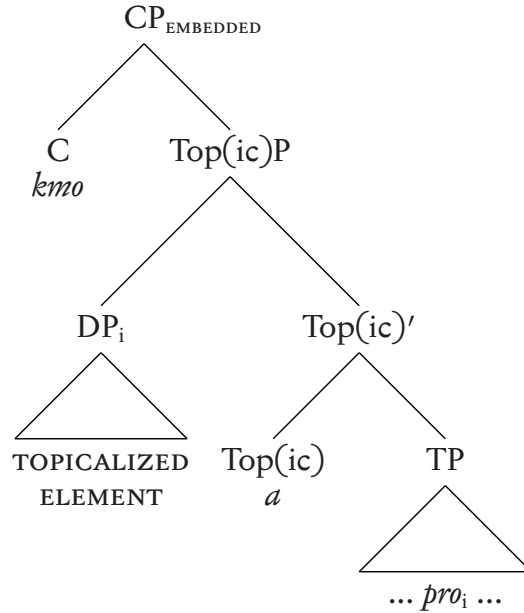 CP_EMBEDDED
C Top(ic)P
kmo
DP_i Top(ic)′
TOPICALIZED Top(ic) TP
ELEMENT a
... pro_i ...